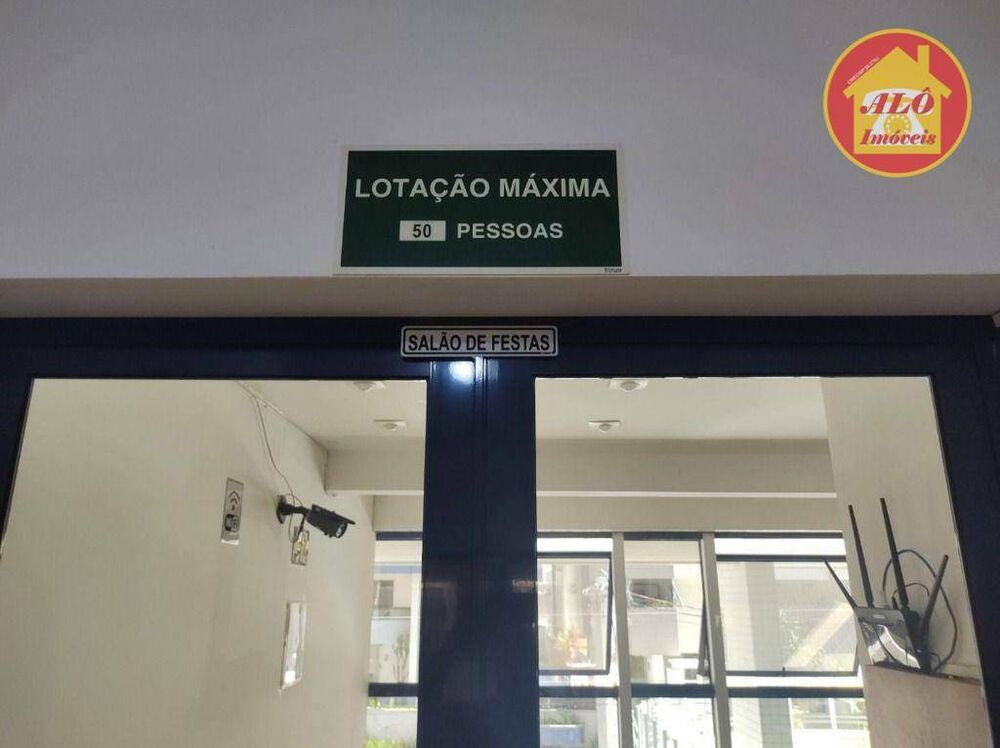 ALÔ
Imóveis
LOTAÇÃO MÁXIMA
50 PESSOAS
SALÃO DE FESTAS